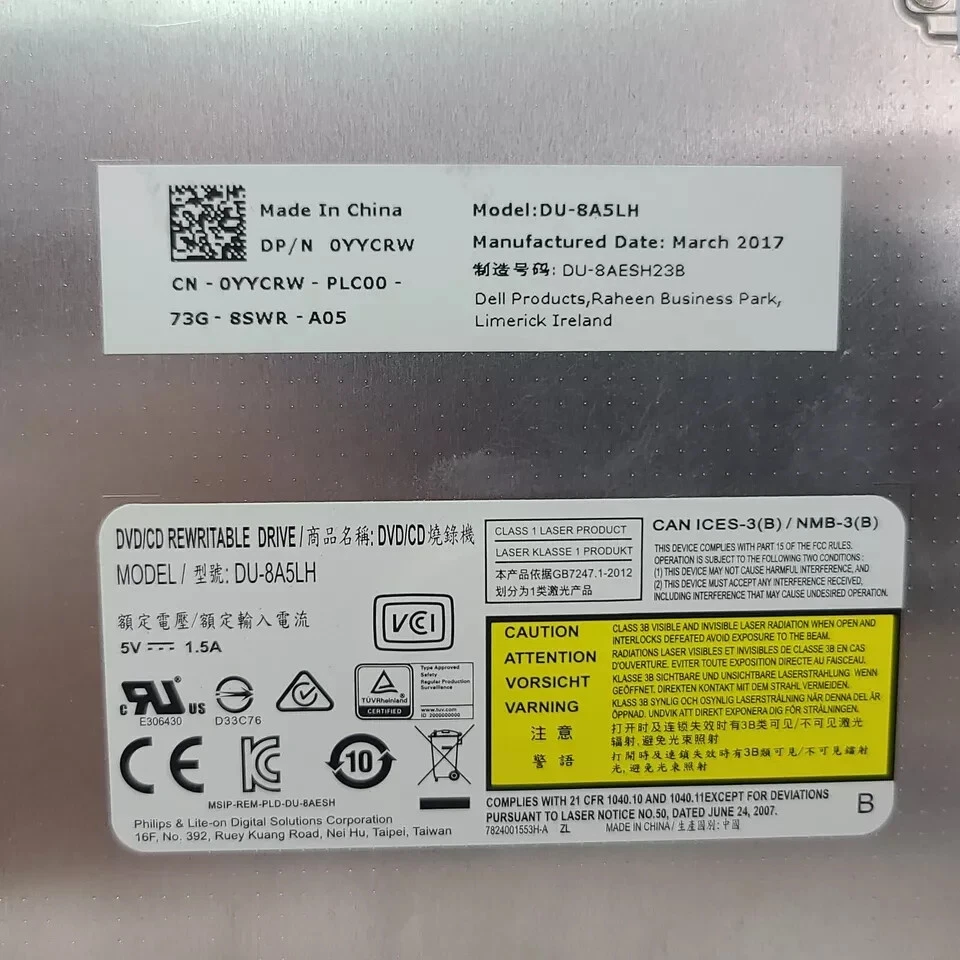 Made In China
DP/N 0YYCRW
CN - 0YYCRW - PLC00 -
73G - 8SWR - A05
Model:DU-8A5LH
Manufactured Date: March 2017
制造号码: DU-8AESH23B
Dell Products,Raheen Business Park,
Limerick Ireland
DVD/CD REWRITABLE DRIVE/商品名稱: DVD/CD燒錄機
MODEL / 型號: DU-8A5LH
額定電壓/額定輸入電流
5V 1.5A
VCI
c RU US
E306430
D33C76
TÜVRheinland
CERTIFIED
Type Approved
Safety
Regular Production
Surveillance
www.tuv.com
ID 2000000000
CE
KC
10
MSIP-REM-PLD-DU-8AESH
Philips & Lite-on Digital Solutions Corporation
16F, No. 392, Ruey Kuang Road, Nei Hu, Taipei, Taiwan
CLASS 1 LASER PRODUCT
LASER KLASSE 1 PRODUKT
本产品依据GB7247.1-2012
划分为1类激光产品
CAN ICES-3(B) / NMB-3(B)
THIS DEVICE COMPLIES WITH PART 15 OF THE FCC RULES.
OPERATION IS SUBJECT TO THE FOLLOWING TWO CONDITIONS:
(1) THIS DEVICE MAY NOT CAUSE HARMFUL INTERFERENCE, AND
(2) THIS DEVICE MUST ACCEPT ANY INTERFERENCE RECEIVED,
INCLUDING INTERFERENCE THAT MAY CAUSE UNDESIRED OPERATION.
CAUTION
CLASS 3B VISIBLE AND INVISIBLE LASER RADIATION WHEN OPEN AND
INTERLOCKS DEFEATED AVOID EXPOSURE TO THE BEAM.
ATTENTION
RADIATIONS LASER VISIBLES ET INVISIBLES DE CLASSE 3B EN CAS
D'OUVERTURE. EVITER TOUTE EXPOSITION DIRECTE AU FAISCEAU.
VORSICHT
KLASSE 3B SICHTBARE UND UNSICHTBARE LASERSTRAHLUNG WENN
GEÖFFNET. DIREKTEN KONTAKT MIT DEM STRAHL VERMEIDEN.
VARNING
KLASS 3B SYNLIG OCH OSYNLIG LASERSTRÅLNING NÄR DENNA DEL ÄR
ÖPPNAD. UNDVIK ATT DIREKT EXPONERA DIG FÖR STRÅLNINGEN.
注意
打开时及连锁失效时有3B类可见/不可见激光
辐射,避免光束照射
警語
打開時及連鎖失效時有3B類可見/不可見鐳射
光, 避免光束照射
COMPLIES WITH 21 CFR 1040.10 AND 1040.11EXCEPT FOR DEVIATIONS
PURSUANT TO LASER NOTICE NO.50, DATED JUNE 24, 2007.
7824001553H-A ZL MADE IN CHINA / 生產國別: 中國
B